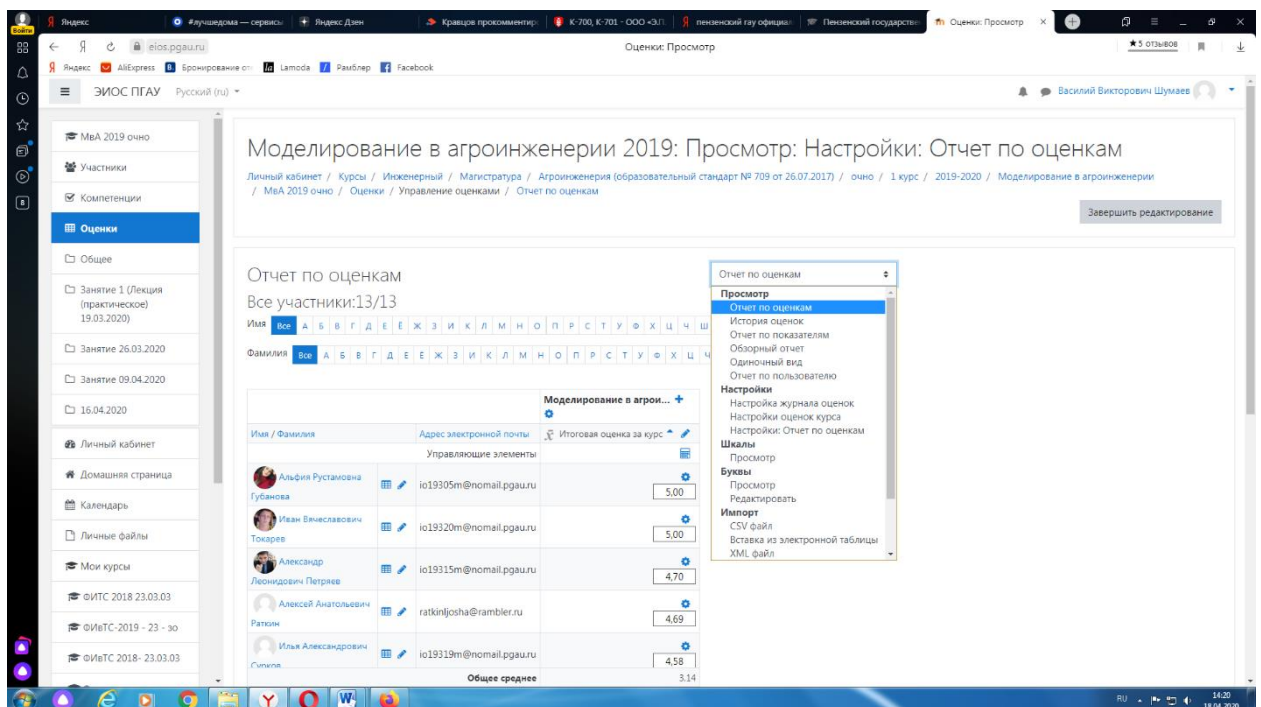 Яндекс
#лучшедома — сервисы
Яндекс Дзен
Кравцов прокомментир
К-700, К-701 - ООО «ЭЛ
пензенский гау официал
Пензенский государстве
Оценки: Просмотр
Войти
eios.pgau.ru
Оценки: Просмотр
★5 отзывов
Яндекс
AliExpress
Бронирование от
Lamoda
Рамблер
Facebook
ЭИОС ПГАУ Русский (ru)
Василий Викторович Шумаев
МвА 2019 очно
Участники
Компетенции
Оценки
Общее
Занятие 1 (Лекция
(практическое)
19.03.2020)
Занятие 26.03.2020
Занятие 09.04.2020
16.04.2020
Личный кабинет
Домашняя страница
Календарь
Личные файлы
Мои курсы
ФИТС 2018 23.03.03
ФИвТС-2019 - 23 - зо
ФИвТС 2018- 23.03.03
Моделирование в агроинженерии 2019: Просмотр: Настройки: Отчет по оценкам
Личный кабинет / Курсы / Инженерный / Магистратура / Агроинженерия (образовательный стандарт № 709 от 26.07.2017) / очно / 1 курс / 2019-2020 / Моделирование в агроинженерии
/ МвА 2019 очно / Оценки / Управление оценками / Отчет по оценкам
Завершить редактирование
Отчет по оценкам
Все участники:13/13
Имя Все А Б В Г Д Е Ё Ж З И К Л М Н О П Р С Т У Ф Х Ц Ч Ш
Фамилия Все А Б В Г Д Е Ё Ж З И К Л М Н О П Р С Т У Ф Х Ц Ч
Моделирование в агрои...
Имя / Фамилия
Адрес электронной почты
Итоговая оценка за курс
Управляющие элементы
Альфия Рустамовна
Губанова
io19305m@nomail.pgau.ru
5,00
Иван Вячеславович
Токарев
io19320m@nomail.pgau.ru
5,00
Александр
Леонидович Петряев
io19315m@nomail.pgau.ru
4,70
Алексей Анатольевич
Раткин
ratkinljosha@rambler.ru
4,69
Илья Александрович
Сурков
io19319m@nomail.pgau.ru
4,58
Общее среднее
3.14
Отчет по оценкам
Просмотр
Отчет по оценкам
История оценок
Отчет по показателям
Обзорный отчет
Одиночный вид
Отчет по пользователю
Настройки
Настройка журнала оценок
Настройки оценок курса
Настройки: Отчет по оценкам
Шкалы
Просмотр
Буквы
Просмотр
Редактировать
Импорт
CSV файл
Вставка из электронной таблицы
XML файл
RU
14:20
18.04.2020